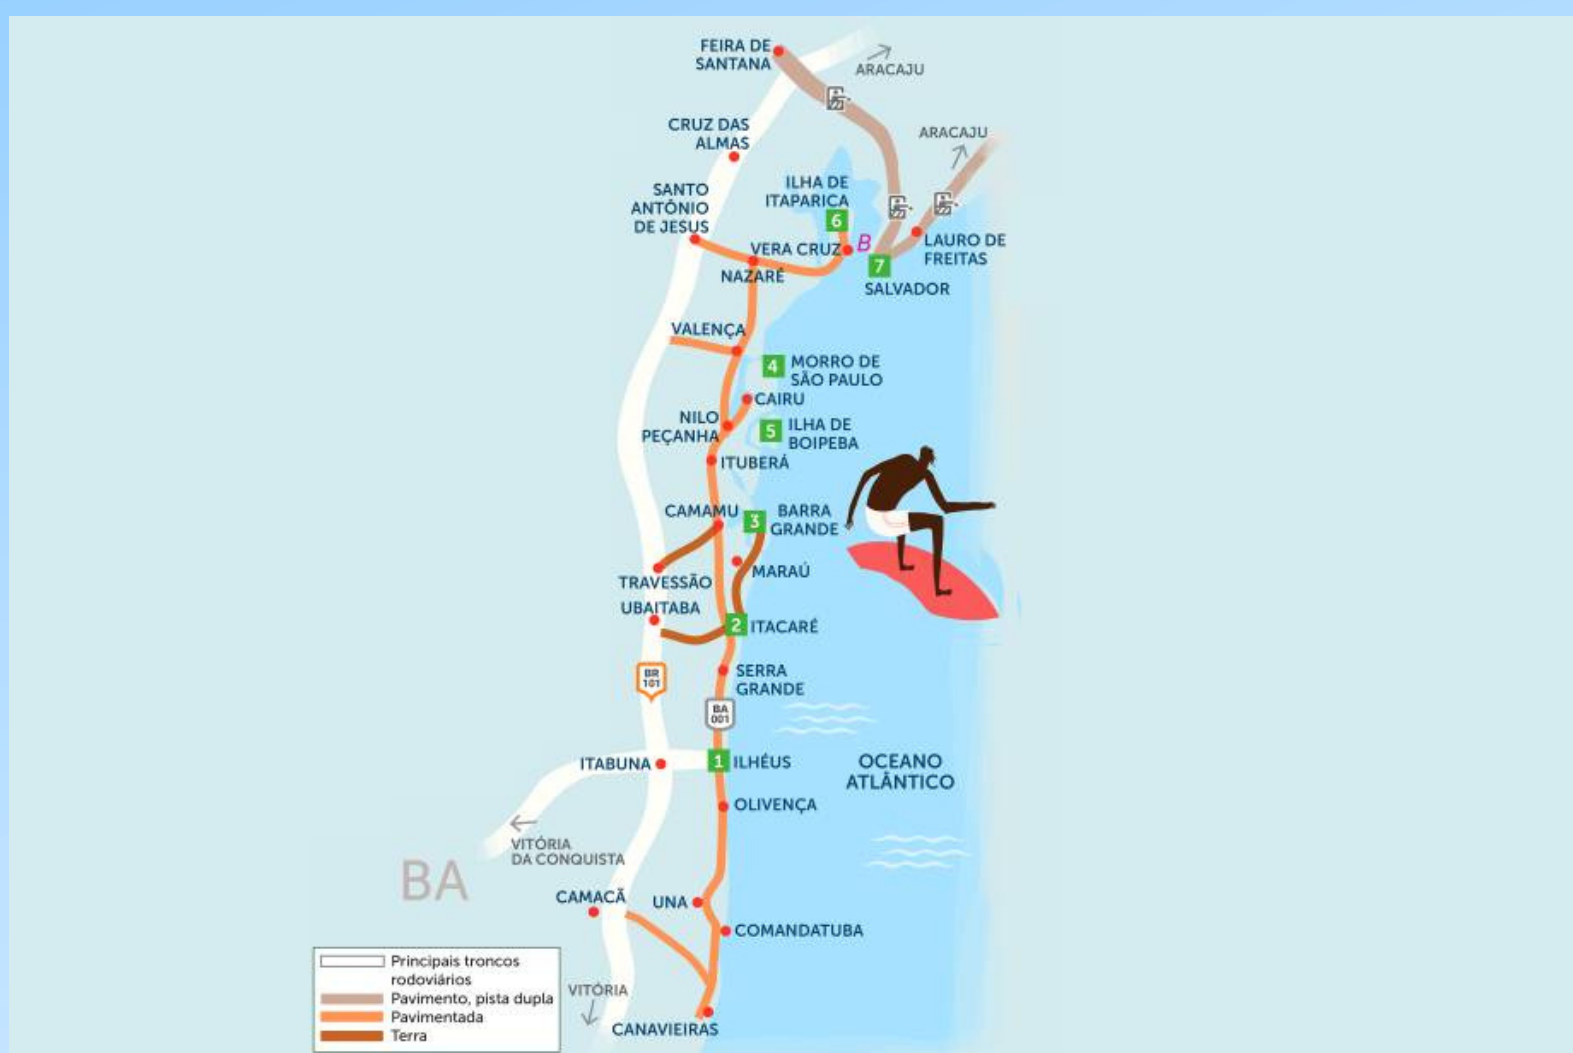 FEIRA DE
SANTANA
ARACAJU
CRUZ DAS
ALMAS
ARACAJU
ILHA DE
ITAPARICA
6
SANTO
ANTÔNIO
DE JESUS
VERA CRUZ
B
LAURO DE
FREITAS
7
SALVADOR
NAZARÉ
VALENÇA
4
MORRO DE
SÃO PAULO
CAIRU
NILO
PEÇANHA
5
ILHA DE
BOIPEBA
ITUBERÁ
CAMAMU
3
BARRA
GRANDE
MARAÚ
TRAVESSÃO
UBAITABA
2
ITACARÉ
BR
101
SERRA
GRANDE
BA
001
ITABUNA
1
ILHÉUS
OCEANO
ATLÂNTICO
OLIVENÇA
VITÓRIA
DA CONQUISTA
BA
CAMACÃ
UNA
COMANDATUBA
VITÓRIA
CANAVIEIRAS
Principais troncos
rodoviários
Pavimento, pista dupla
Pavimentada
Terra